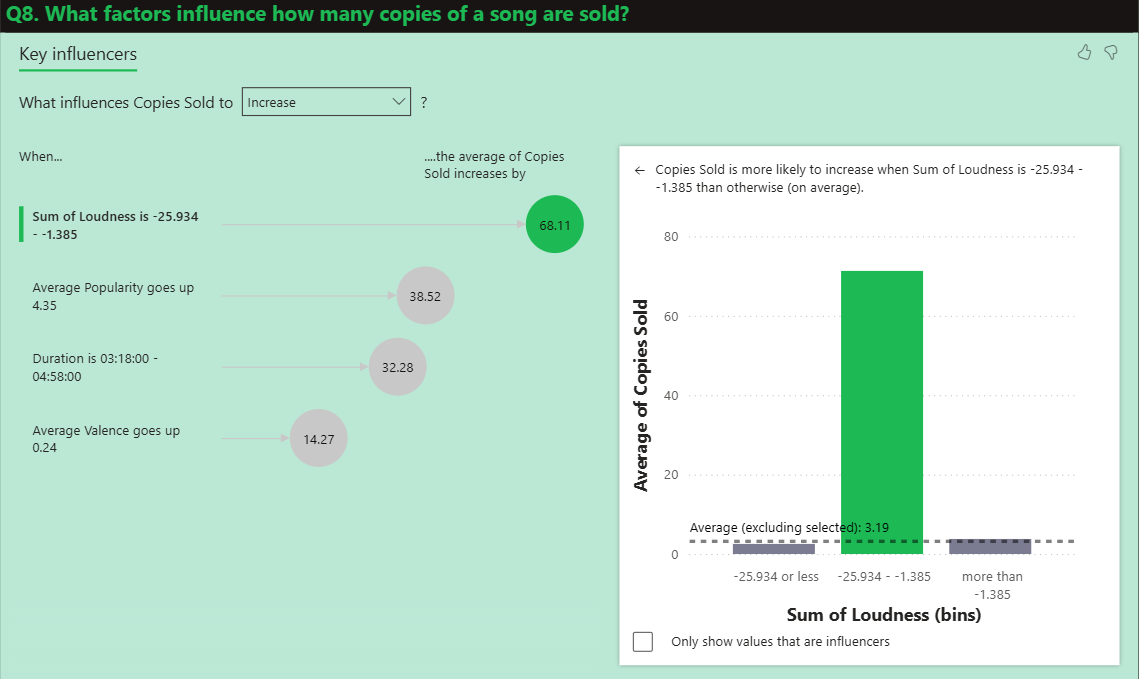 Q8. What factors influence how many copies of a song are sold?
Key influencers
What influences Copies Sold to
Increase
?
When...
....the average of Copies
Sold increases by
Sum of Loudness is -25.934
- -1.385
68.11
Average Popularity goes up
4.35
38.52
Duration is 03:18:00 -
04:58:00
32.28
Average Valence goes up
0.24
14.27
Copies Sold is more likely to increase when Sum of Loudness is -25.934 -
-1.385 than otherwise (on average).
80
60
40
20
0
Average of Copies Sold
Average (excluding selected): 3.19
-25.934 or less
-25.934 - -1.385
more than
-1.385
Sum of Loudness (bins)
Only show values that are influencers